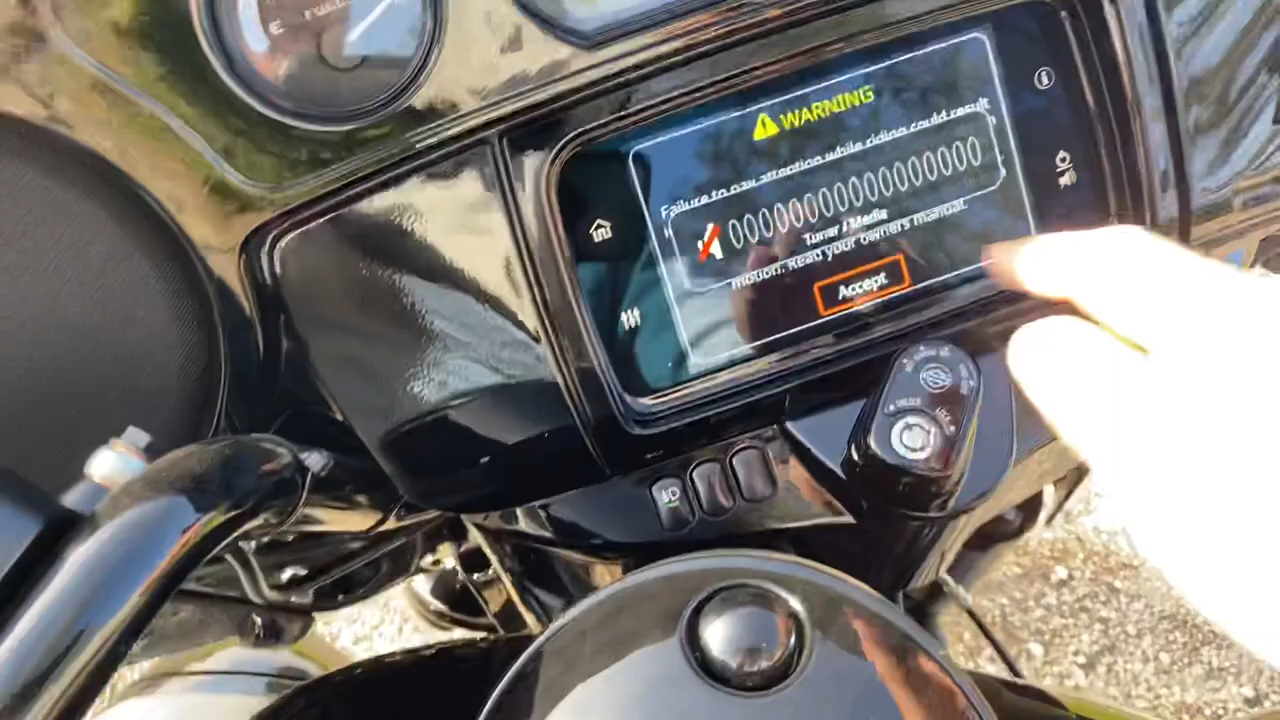 E
FUEL
WARNING
Failure to pay attention while riding could result
Tuner / Media
motion. Read your owners manual.
Accept
UNLOCK
LOCK